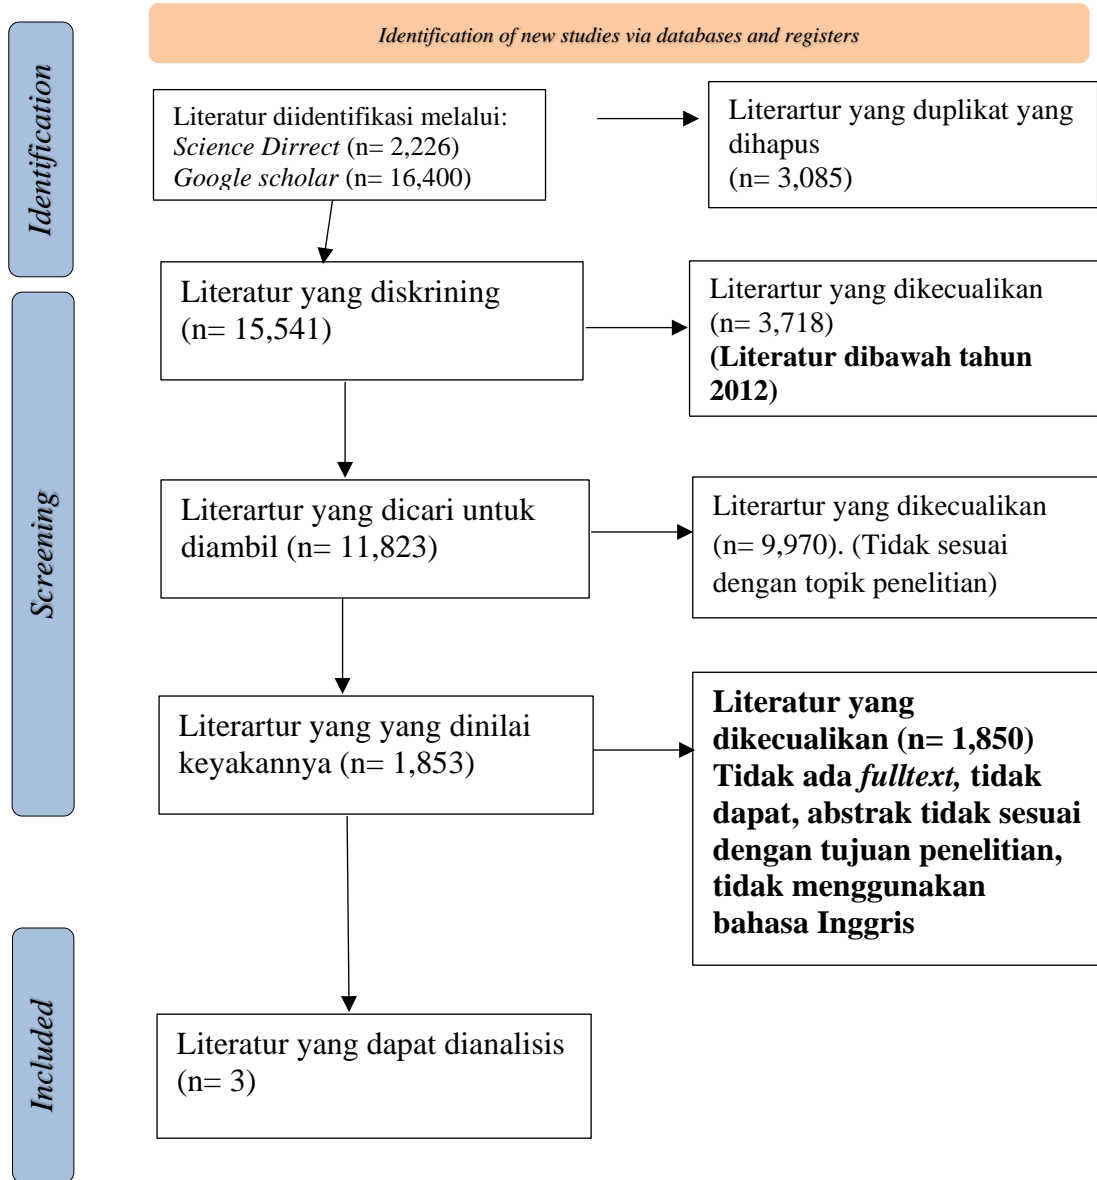 Identification of new studies via databases and registers
Identification
Literatur diidentifikasi melalui:
Science Dirrect (n= 2,226)
Google scholar (n= 16,400)
Literartur yang duplikat yang
dihapus
(n= 3,085)
Screening
Literatur yang diskrining
(n= 15,541)
Literartur yang dikecualikan
(n= 3,718)
(Literatur dibawah tahun
2012)
Literartur yang dicari untuk
diambil (n= 11,823)
Literartur yang dikecualikan
(n= 9,970). (Tidak sesuai
dengan topik penelitian)
Literartur yang yang dinilai
keyakannya (n= 1,853)
Literatur yang
dikecualikan (n= 1,850)
Tidak ada fulltext, tidak
dapat, abstrak tidak sesuai
dengan tujuan penelitian,
tidak menggunakan
bahasa Inggris
Included
Literatur yang dapat dianalisis
(n= 3)